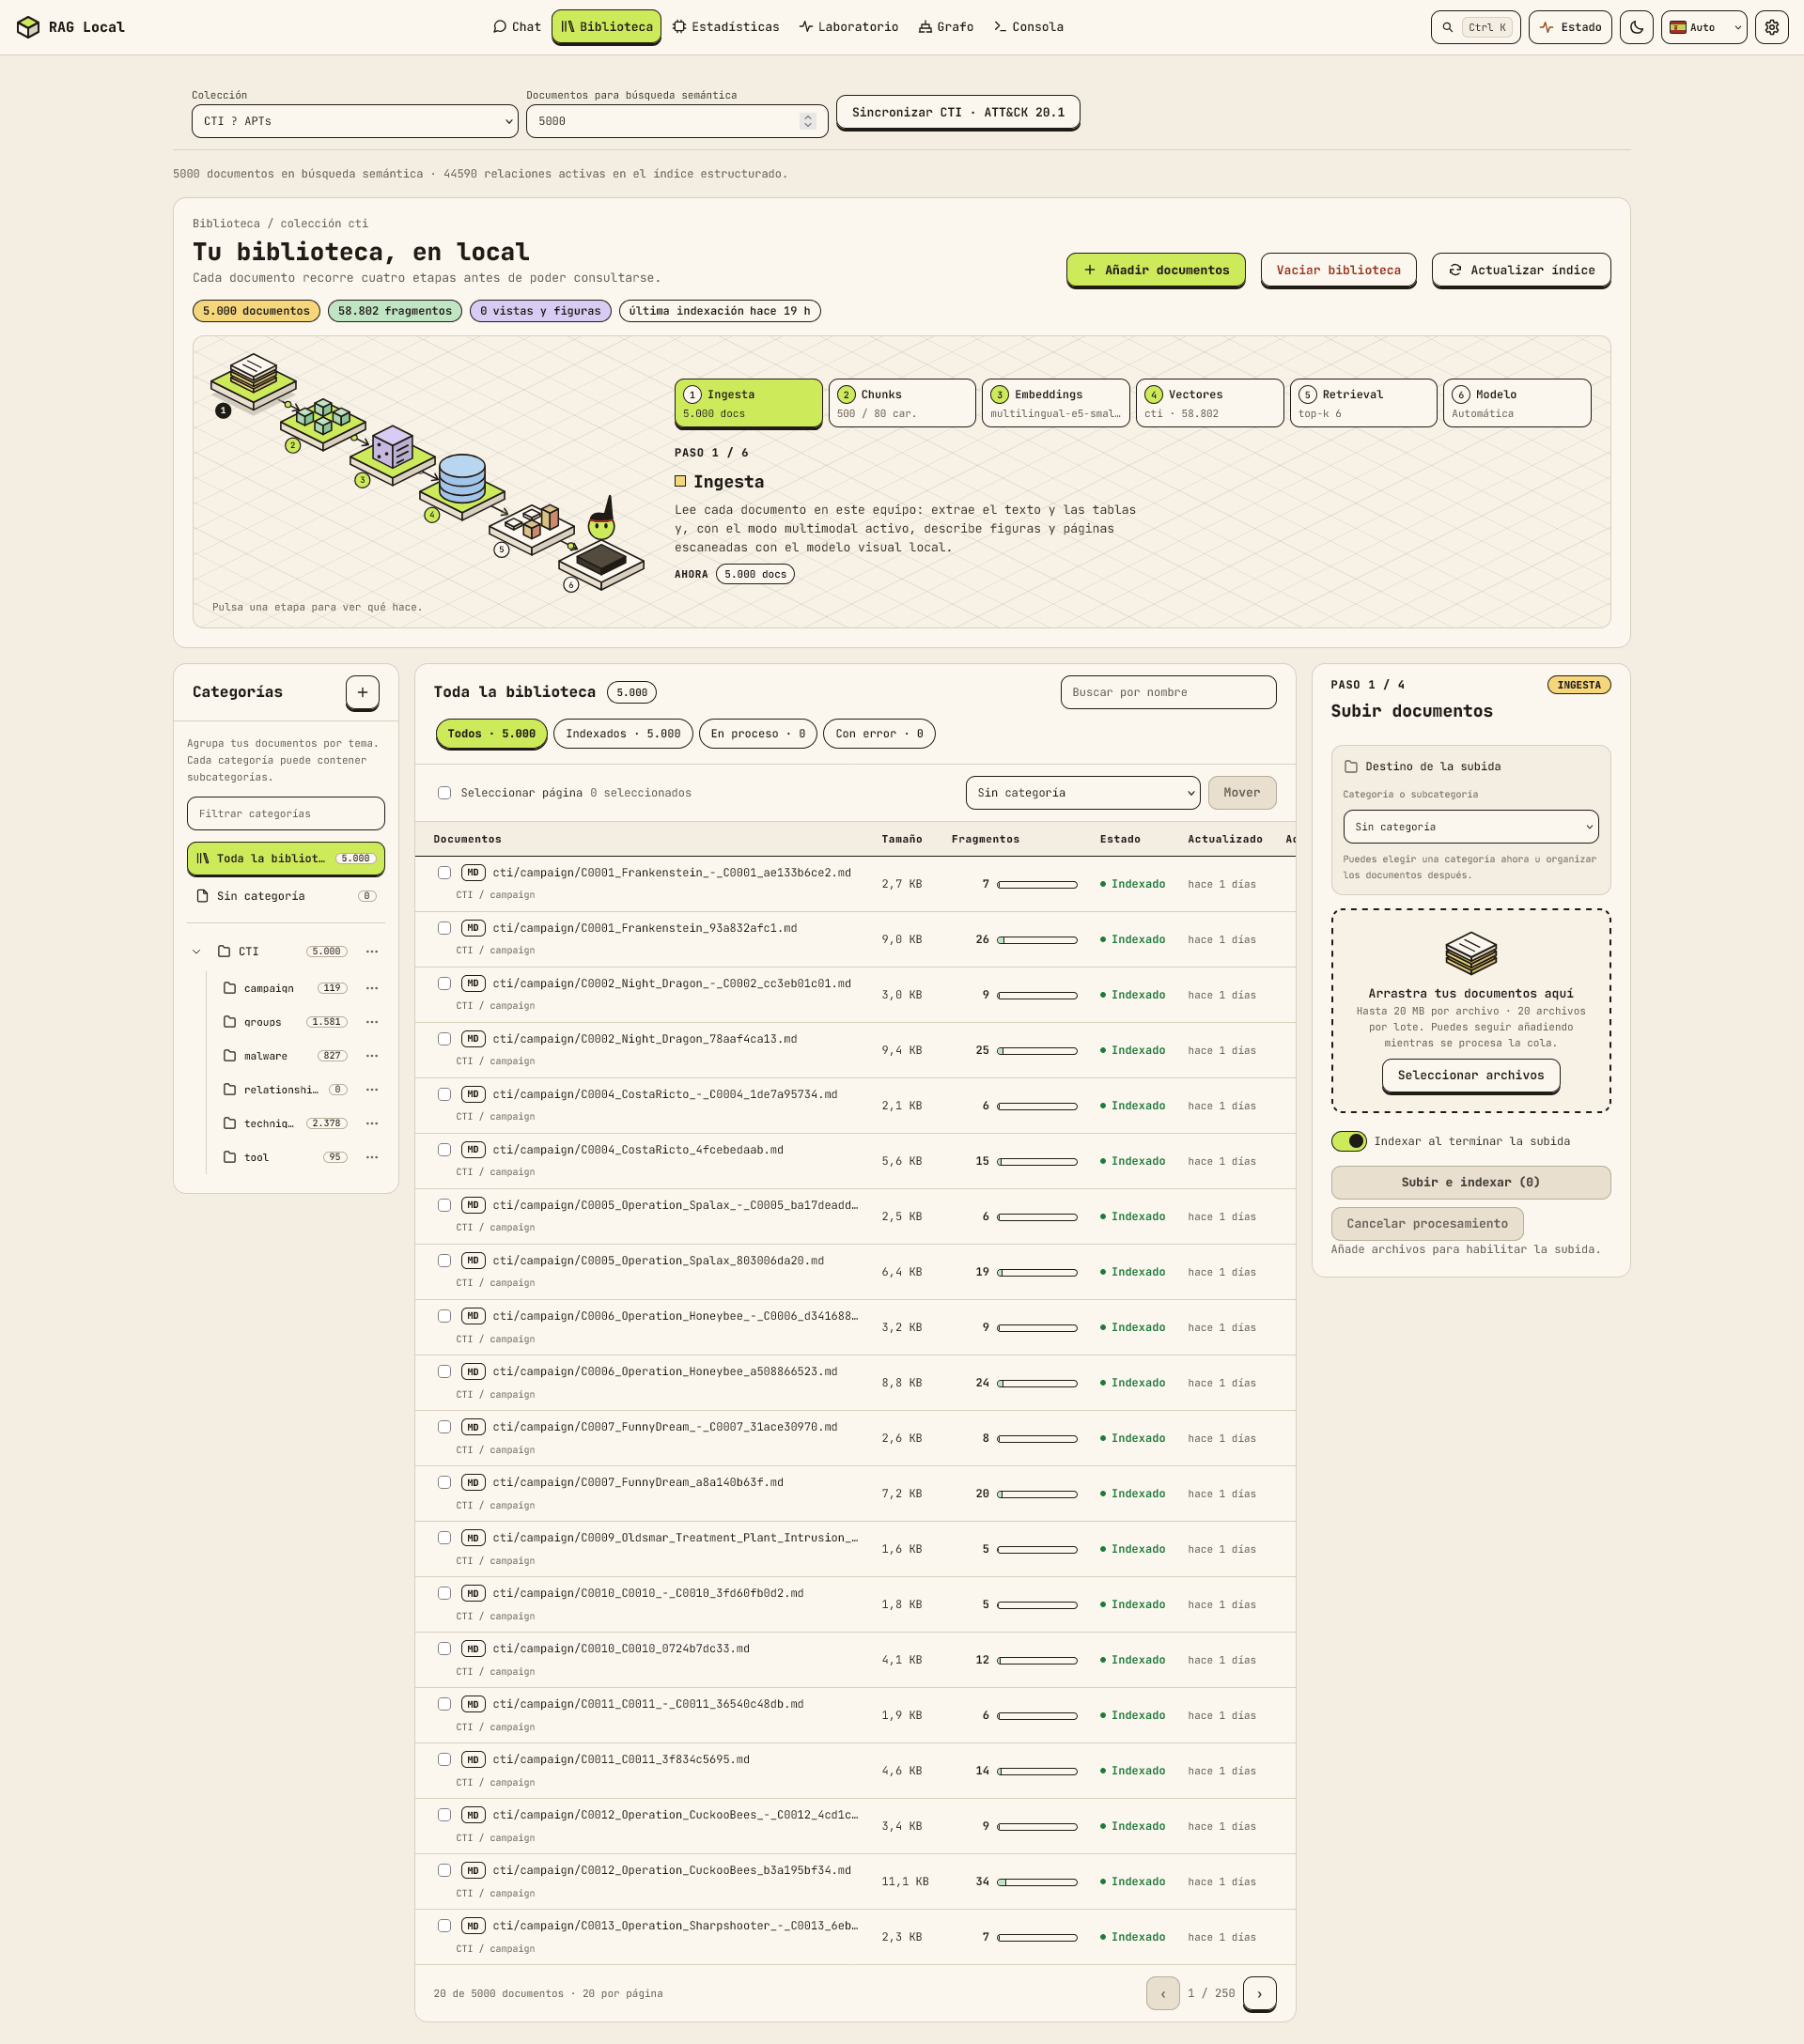 RAG Local
Chat
Biblioteca
Estadísticas
Laboratorio
Grafo
Consola
Ctrl K
Estado
Auto
Colección
CTI ? APTs
Documentos para búsqueda semántica
5000
Sincronizar CTI · ATT&CK 20.1
5000 documentos en búsqueda semántica · 44590 relaciones activas en el índice estructurado.
Biblioteca / colección cti
Tu biblioteca, en local
Cada documento recorre cuatro etapas antes de poder consultarse.
Añadir documentos
Vaciar biblioteca
Actualizar índice
5.000 documentos
58.802 fragmentos
0 vistas y figuras
última indexación hace 19 h
1
2
3
4
5
6
Pulsa una etapa para ver qué hace.
1 Ingesta
5.000 docs
2 Chunks
500 / 80 car.
3 Embeddings
multilingual-e5-smal…
4 Vectores
cti · 58.802
5 Retrieval
top-k 6
6 Modelo
Automática
PASO 1 / 6
Ingesta
Lee cada documento en este equipo: extrae el texto y las tablas
y, con el modo multimodal activo, describe figuras y páginas
escaneadas con el modelo visual local.
AHORA 5.000 docs
Categorías
Agrupa tus documentos por tema.
Cada categoría puede contener
subcategorías.
Filtrar categorías
Toda la bibliot… 5.000
Sin categoría 0
CTI 5.000
campaign 119
groups 1.581
malware 827
relationshi… 0
techniq… 2.378
tool 95
Toda la biblioteca 5.000
Buscar por nombre
Todos · 5.000
Indexados · 5.000
En proceso · 0
Con error · 0
Seleccionar página 0 seleccionados
Sin categoría
Mover
Documentos Tamaño Fragmentos Estado Actualizado Ac
MD cti/campaign/C0001_Frankenstein_-_C0001_ae133b6ce2.md 2,7 KB 7 Indexado hace 1 días
CTI / campaign
MD cti/campaign/C0001_Frankenstein_93a832afc1.md 9,0 KB 26 Indexado hace 1 días
CTI / campaign
MD cti/campaign/C0002_Night_Dragon_-_C0002_cc3eb01c01.md 3,0 KB 9 Indexado hace 1 días
CTI / campaign
MD cti/campaign/C0002_Night_Dragon_78aaf4ca13.md 9,4 KB 25 Indexado hace 1 días
CTI / campaign
MD cti/campaign/C0004_CostaRicto_-_C0004_1de7a95734.md 2,1 KB 6 Indexado hace 1 días
CTI / campaign
MD cti/campaign/C0004_CostaRicto_4fcebedaab.md 5,6 KB 15 Indexado hace 1 días
CTI / campaign
MD cti/campaign/C0005_Operation_Spalax_-_C0005_ba17deadd… 2,5 KB 6 Indexado hace 1 días
CTI / campaign
MD cti/campaign/C0005_Operation_Spalax_803006da20.md 6,4 KB 19 Indexado hace 1 días
CTI / campaign
MD cti/campaign/C0006_Operation_Honeybee_-_C0006_d341688… 3,2 KB 9 Indexado hace 1 días
CTI / campaign
MD cti/campaign/C0006_Operation_Honeybee_a508866523.md 8,8 KB 24 Indexado hace 1 días
CTI / campaign
MD cti/campaign/C0007_FunnyDream_-_C0007_31ace30970.md 2,6 KB 8 Indexado hace 1 días
CTI / campaign
MD cti/campaign/C0007_FunnyDream_a8a140b63f.md 7,2 KB 20 Indexado hace 1 días
CTI / campaign
MD cti/campaign/C0009_Oldsmar_Treatment_Plant_Intrusion_… 1,6 KB 5 Indexado hace 1 días
CTI / campaign
MD cti/campaign/C0010_C0010_-_C0010_3fd60fb0d2.md 1,8 KB 5 Indexado hace 1 días
CTI / campaign
MD cti/campaign/C0010_C0010_0724b7dc33.md 4,1 KB 12 Indexado hace 1 días
CTI / campaign
MD cti/campaign/C0011_C0011_-_C0011_36540c48db.md 1,9 KB 6 Indexado hace 1 días
CTI / campaign
MD cti/campaign/C0011_C0011_3f834c5695.md 4,6 KB 14 Indexado hace 1 días
CTI / campaign
MD cti/campaign/C0012_Operation_CuckooBees_-_C0012_4cd1c… 3,4 KB 9 Indexado hace 1 días
CTI / campaign
MD cti/campaign/C0012_Operation_CuckooBees_b3a195bf34.md 11,1 KB 34 Indexado hace 1 días
CTI / campaign
MD cti/campaign/C0013_Operation_Sharpshooter_-_C0013_6eb… 2,3 KB 7 Indexado hace 1 días
CTI / campaign
20 de 5000 documentos · 20 por página
‹ 1 / 250 ›
PASO 1 / 4
INGESTA
Subir documentos
Destino de la subida
Categoría o subcategoría
Sin categoría
Puedes elegir una categoría ahora u organizar
los documentos después.
Arrastra tus documentos aquí
Hasta 20 MB por archivo · 20 archivos
por lote. Puedes seguir añadiendo
mientras se procesa la cola.
Seleccionar archivos
Indexar al terminar la subida
Subir e indexar (0)
Cancelar procesamiento
Añade archivos para habilitar la subida.